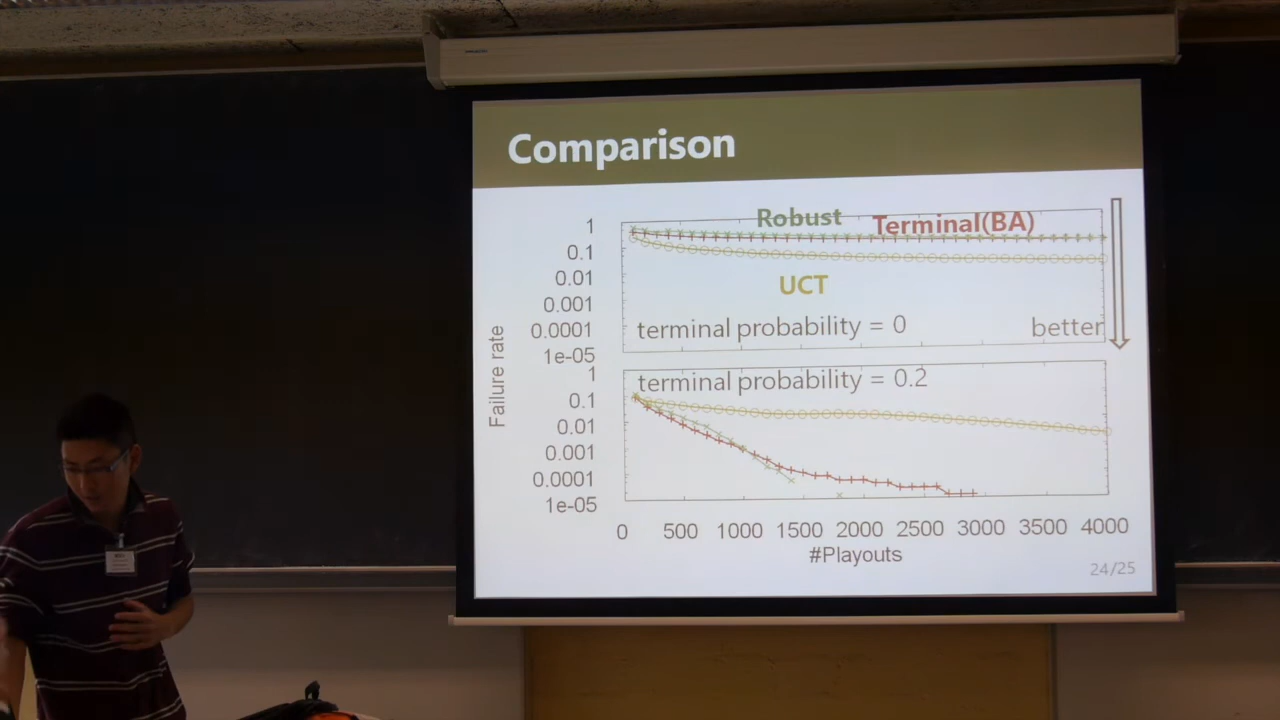 Comparison
Robust
Terminal(BA)
1
0.1
0.01
0.001
0.0001
1e-05
UCT
terminal probability = 0
better
Failure rate
1
0.1
0.01
0.001
0.0001
1e-05
terminal probability = 0.2
0 500 1000 1500 2000 2500 3000 3500 4000
#Playouts
24/25